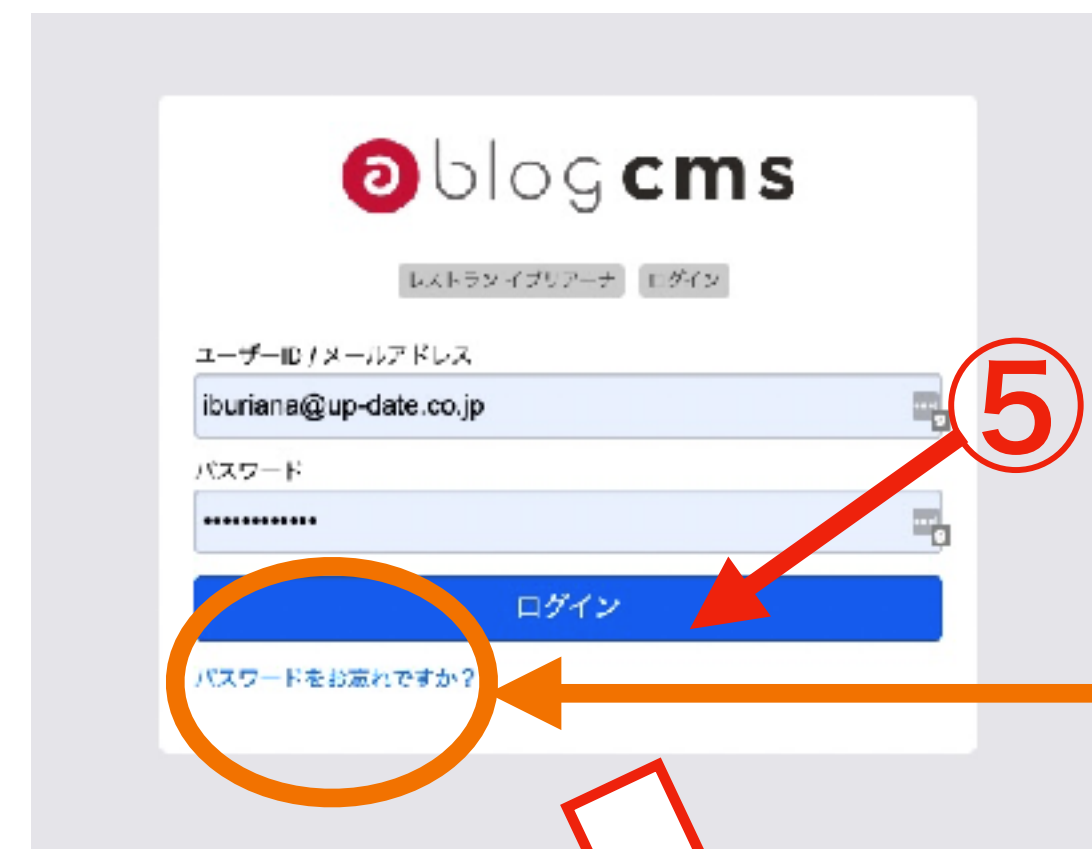 a blog cms
レストラン イブリアーナ ログイン
ユーザーID / メールアドレス
iburiana@up-date.co.jp
⑤
パスワード
••••••••••••
ログイン
パスワードをお忘れですか？